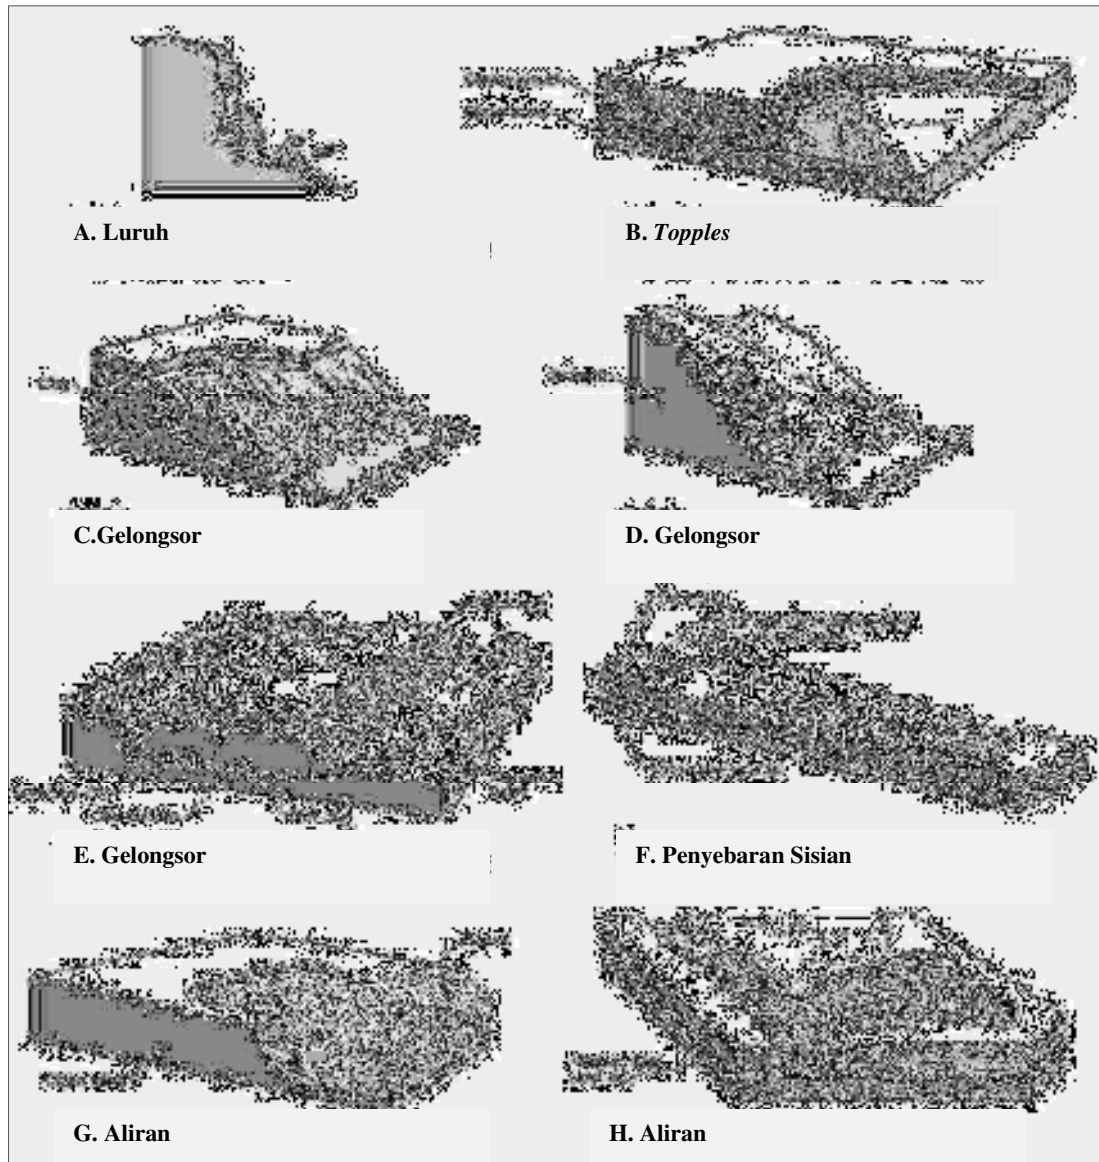 A. Luruh
B. Topples
C.Gelongsor
D. Gelongsor
E. Gelongsor
F. Penyebaran Sisian
G. Aliran
H. Aliran